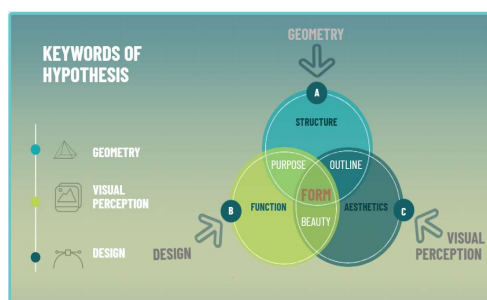 KEYWORDS OF
HYPOTHESIS
GEOMETRY
VISUAL
PERCEPTION
DESIGN
GEOMETRY
A
STRUCTURE
PURPOSE
OUTLINE
FORM
B
FUNCTION
AESTHETICS
C
BEAUTY
DESIGN
VISUAL
PERCEPTION